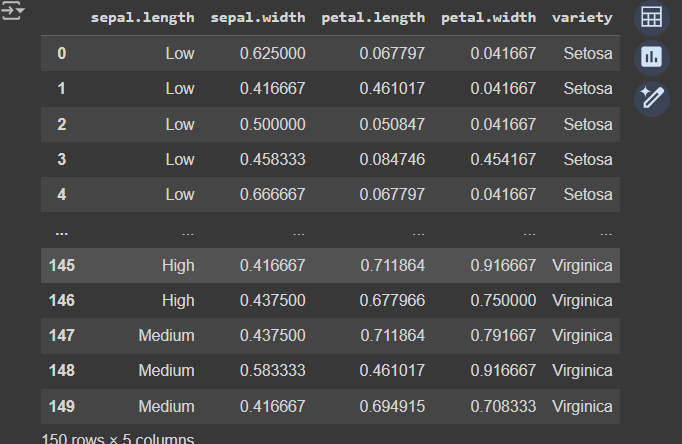 sepal.length sepal.width petal.length petal.width variety
0 Low 0.625000 0.067797 0.041667 Setosa
1 Low 0.416667 0.461017 0.041667 Setosa
2 Low 0.500000 0.050847 0.041667 Setosa
3 Low 0.458333 0.084746 0.454167 Setosa
4 Low 0.666667 0.067797 0.041667 Setosa
... ... ... ... ... ...
145 High 0.416667 0.711864 0.916667 Virginica
146 High 0.437500 0.677966 0.750000 Virginica
147 Medium 0.437500 0.711864 0.791667 Virginica
148 Medium 0.583333 0.461017 0.916667 Virginica
149 Medium 0.416667 0.694915 0.708333 Virginica
150 rows × 5 columns